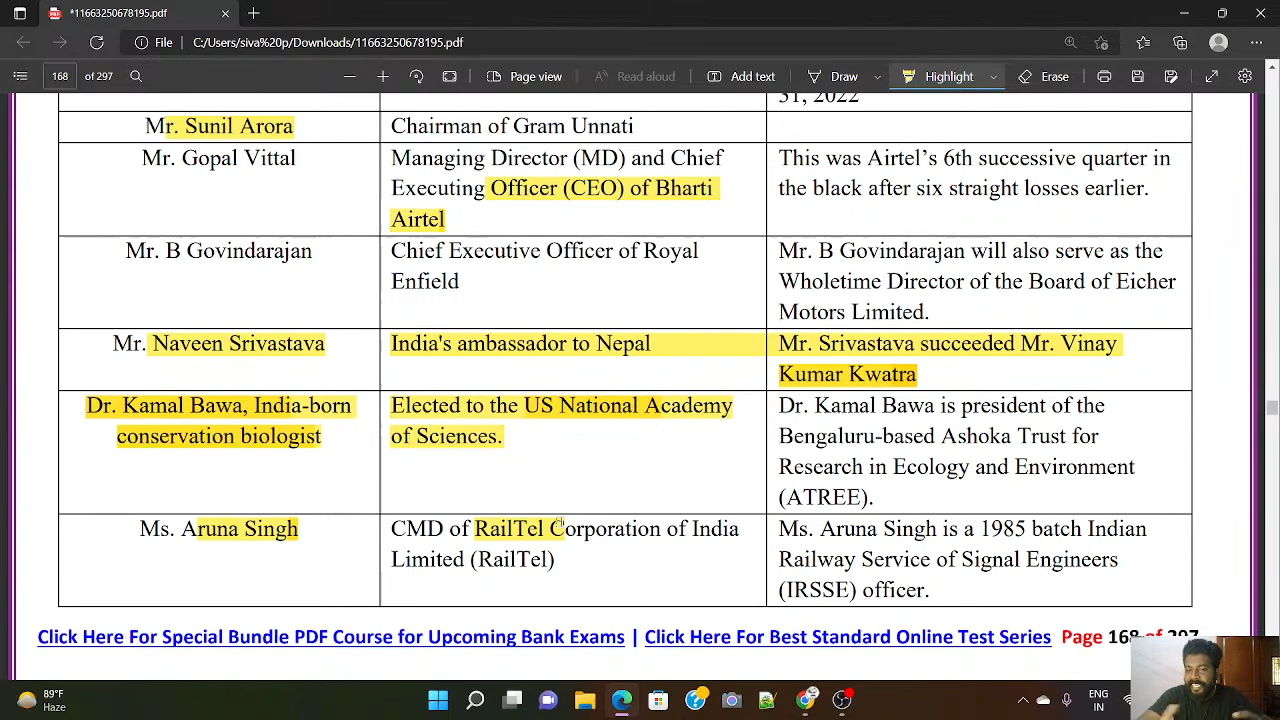 *11663250678195.pdf
File C:/Users/siva%20p/Downloads/11663250678195.pdf
168 of 297 Page view Read aloud Add text Draw Highlight Erase
31, 2022
Mr. Sunil Arora
Chairman of Gram Unnati
Mr. Gopal Vittal
Managing Director (MD) and Chief
Executing Officer (CEO) of Bharti
Airtel
This was Airtel’s 6th successive quarter in
the black after six straight losses earlier.
Mr. B Govindarajan
Chief Executive Officer of Royal
Enfield
Mr. B Govindarajan will also serve as the
Wholetime Director of the Board of Eicher
Motors Limited.
Mr. Naveen Srivastava
India's ambassador to Nepal
Mr. Srivastava succeeded Mr. Vinay
Kumar Kwatra
Dr. Kamal Bawa, India-born
conservation biologist
Elected to the US National Academy
of Sciences.
Dr. Kamal Bawa is president of the
Bengaluru-based Ashoka Trust for
Research in Ecology and Environment
(ATREE).
Ms. Aruna Singh
CMD of RailTel Corporation of India
Limited (RailTel)
Ms. Aruna Singh is a 1985 batch Indian
Railway Service of Signal Engineers
(IRSSE) officer.
Click Here For Special Bundle PDF Course for Upcoming Bank Exams | Click Here For Best Standard Online Test Series Page 168 of 297
89°F
Haze
ENG
IN